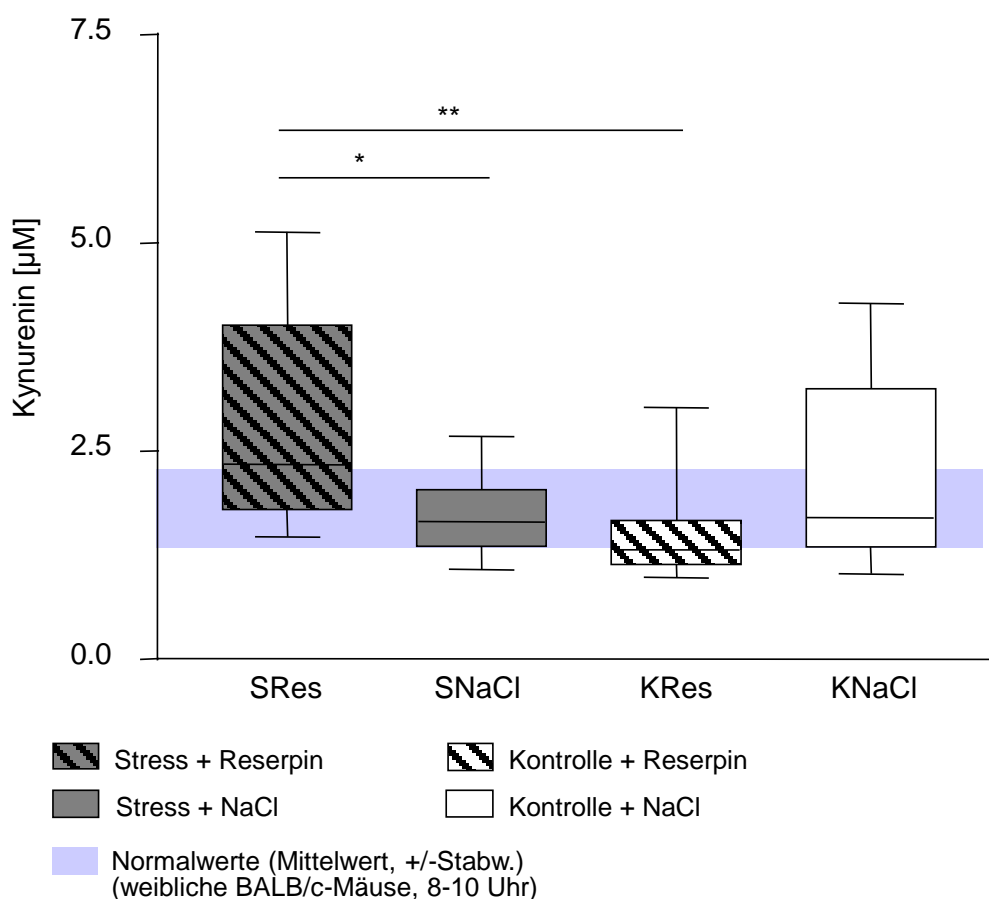 7.5
**
*
5.0
Kynurenin [µM]
2.5
0.0
SRes SNaCl KRes KNaCl
Stress + Reserpin Kontrolle + Reserpin
Stress + NaCl Kontrolle + NaCl
Normalwerte (Mittelwert, +/-Stabw.)
(weibliche BALB/c-Mäuse, 8-10 Uhr)